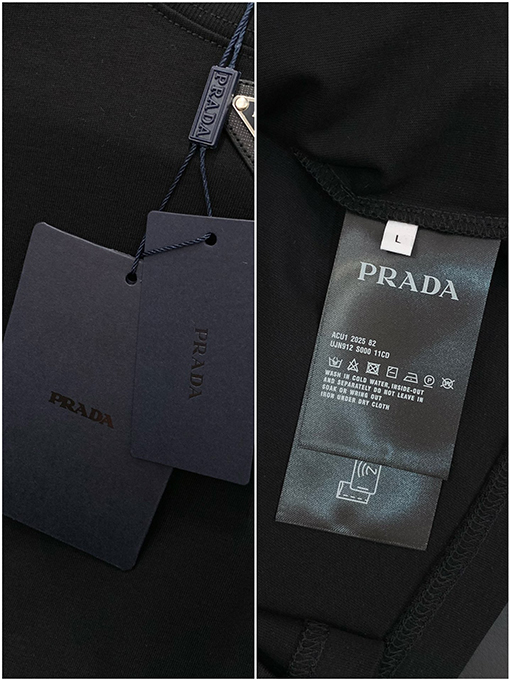 PRADA
PRADA
PRADA
L
PRADA
ACU1 2025 82
UJN912 S000 11CO
WASH IN COLD WATER, INSIDE-OUT
AND SEPARATELY DO NOT LEAVE IN
SOAK OR WRING OUT
IRON UNDER DRY CLOTH